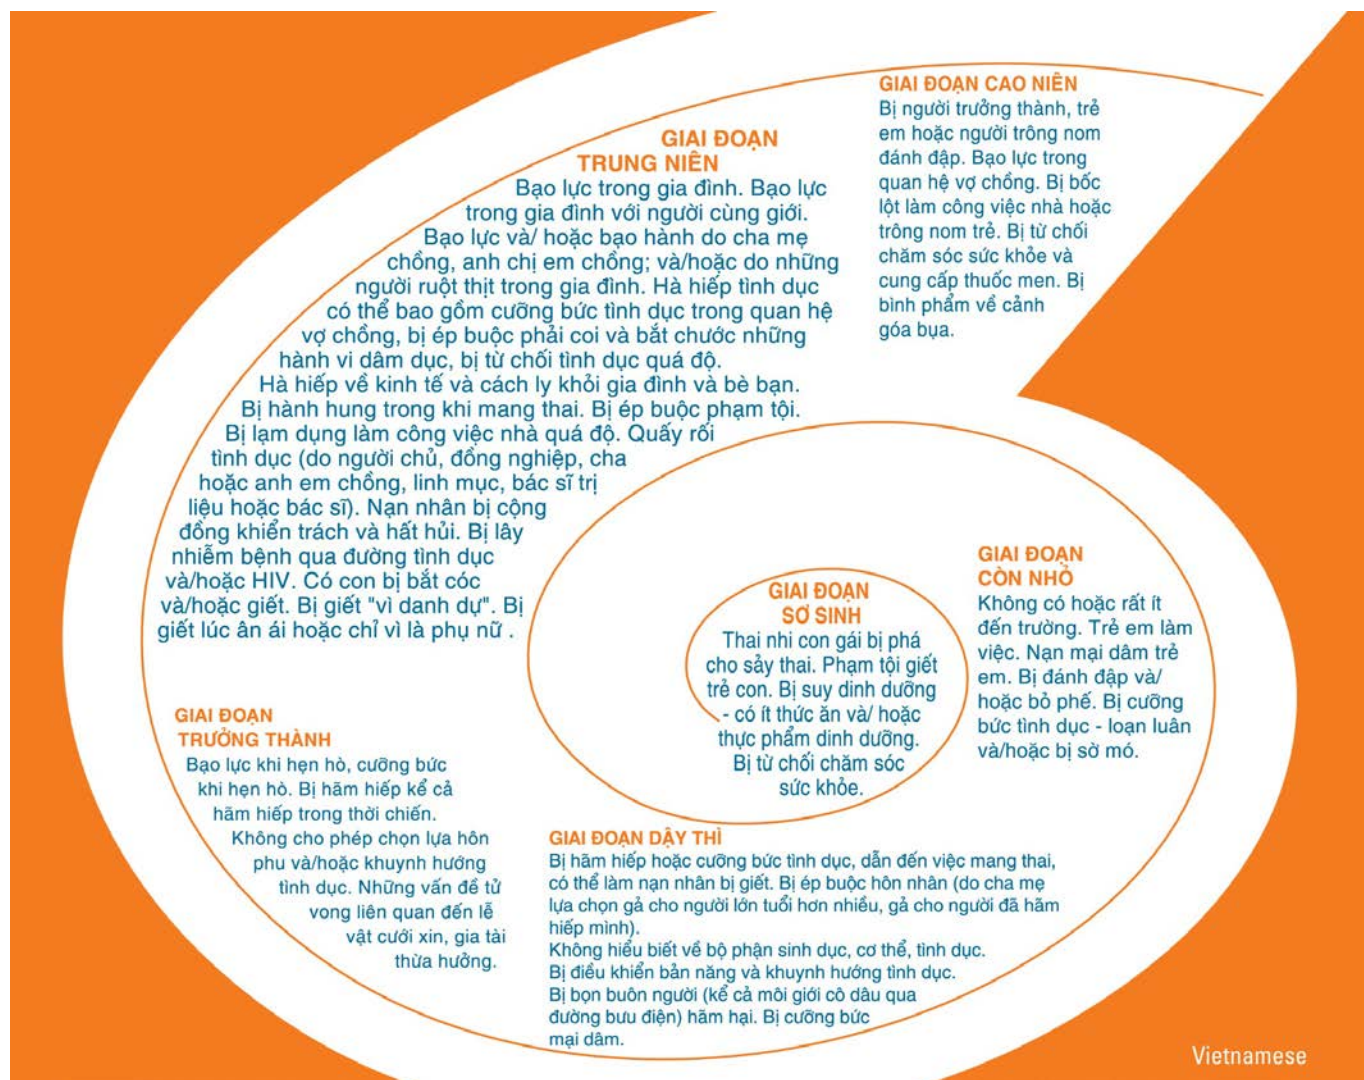 GIAI ĐOẠN CAO NIÊN
Bị người trưởng thành, trẻ
em hoặc người trông nom
đánh đập. Bạo lực trong
quan hệ vợ chồng. Bị bốc
lột làm công việc nhà hoặc
trông nom trẻ. Bị từ chối
chăm sóc sức khỏe và
cung cấp thuốc men. Bị
bình phẩm về cảnh
góa bụa.
GIAI ĐOẠN
TRUNG NIÊN
Bạo lực trong gia đình. Bạo lực
trong gia đình với người cùng giới.
Bạo lực và/ hoặc bạo hành do cha mẹ
chồng, anh chị em chồng; và/hoặc do những
người ruột thịt trong gia đình. Hà hiếp tình dục
có thể bao gồm cưỡng bức tình dục trong quan hệ
vợ chồng, bị ép buộc phải coi và bắt chước những
hành vi dâm dục, bị từ chối tình dục quá độ.
Hà hiếp về kinh tế và cách ly khỏi gia đình và bè bạn.
Bị hành hung trong khi mang thai. Bị ép buộc phạm tội.
Bị lạm dụng làm công việc nhà quá độ. Quấy rối
tình dục (do người chủ, đồng nghiệp, cha
hoặc anh em chồng, linh mục, bác sĩ trị
liệu hoặc bác sĩ). Nạn nhân bị cộng
đồng khiển trách và hất hủi. Bị lây
nhiễm bệnh qua đường tình dục
và/hoặc HIV. Có con bị bắt cóc
và/hoặc giết. Bị giết "vì danh dự". Bị
giết lúc ân ái hoặc chỉ vì là phụ nữ .
GIAI ĐOẠN
SƠ SINH
Thai nhi con gái bị phá
cho sảy thai. Phạm tội giết
trẻ con. Bị suy dinh dưỡng
- có ít thức ăn và/ hoặc
thực phẩm dinh dưỡng.
Bị từ chối chăm sóc
sức khỏe.
GIAI ĐOẠN
CÒN NHỎ
Không có hoặc rất ít
đến trường. Trẻ em làm
việc. Nạn mại dâm trẻ
em. Bị đánh đập và/
hoặc bỏ phế. Bị cưỡng
bức tình dục - loạn luân
và/hoặc bị sờ mó.
GIAI ĐOẠN
TRƯỞNG THÀNH
Bạo lực khi hẹn hò, cưỡng bức
khi hẹn hò. Bị hãm hiếp kể cả
hãm hiếp trong thời chiến.
Không cho phép chọn lựa hôn
phu và/hoặc khuynh hướng
tình dục. Những vấn đề tử
vong liên quan đến lễ
vật cưới xin, gia tài
thừa hưởng.
GIAI ĐOẠN DẬY THÌ
Bị hãm hiếp hoặc cưỡng bức tình dục, dẫn đến việc mang thai,
có thể làm nạn nhân bị giết. Bị ép buộc hôn nhân (do cha mẹ
lựa chọn gả cho người lớn tuổi hơn nhiều, gả cho người đã hãm
hiếp mình).
Không hiểu biết về bộ phận sinh dục, cơ thể, tình dục.
Bị điều khiển bản năng và khuynh hướng tình dục.
Bị bọn buôn người (kể cả môi giới cô dâu qua
đường bưu điện) hãm hại. Bị cưỡng bức
mại dâm.
Vietnamese